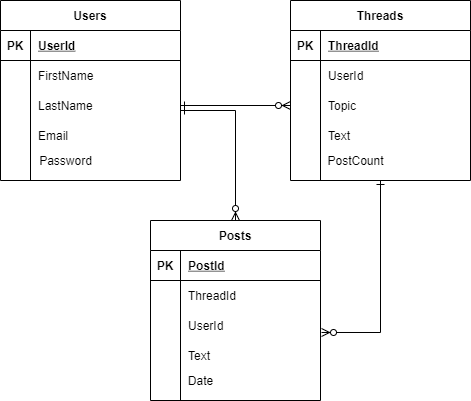 Users
PK UserId
FirstName
LastName
Email
Password
Threads
PK ThreadId
UserId
Topic
Text
PostCount
Posts
PK PostId
ThreadId
UserId
Text
Date